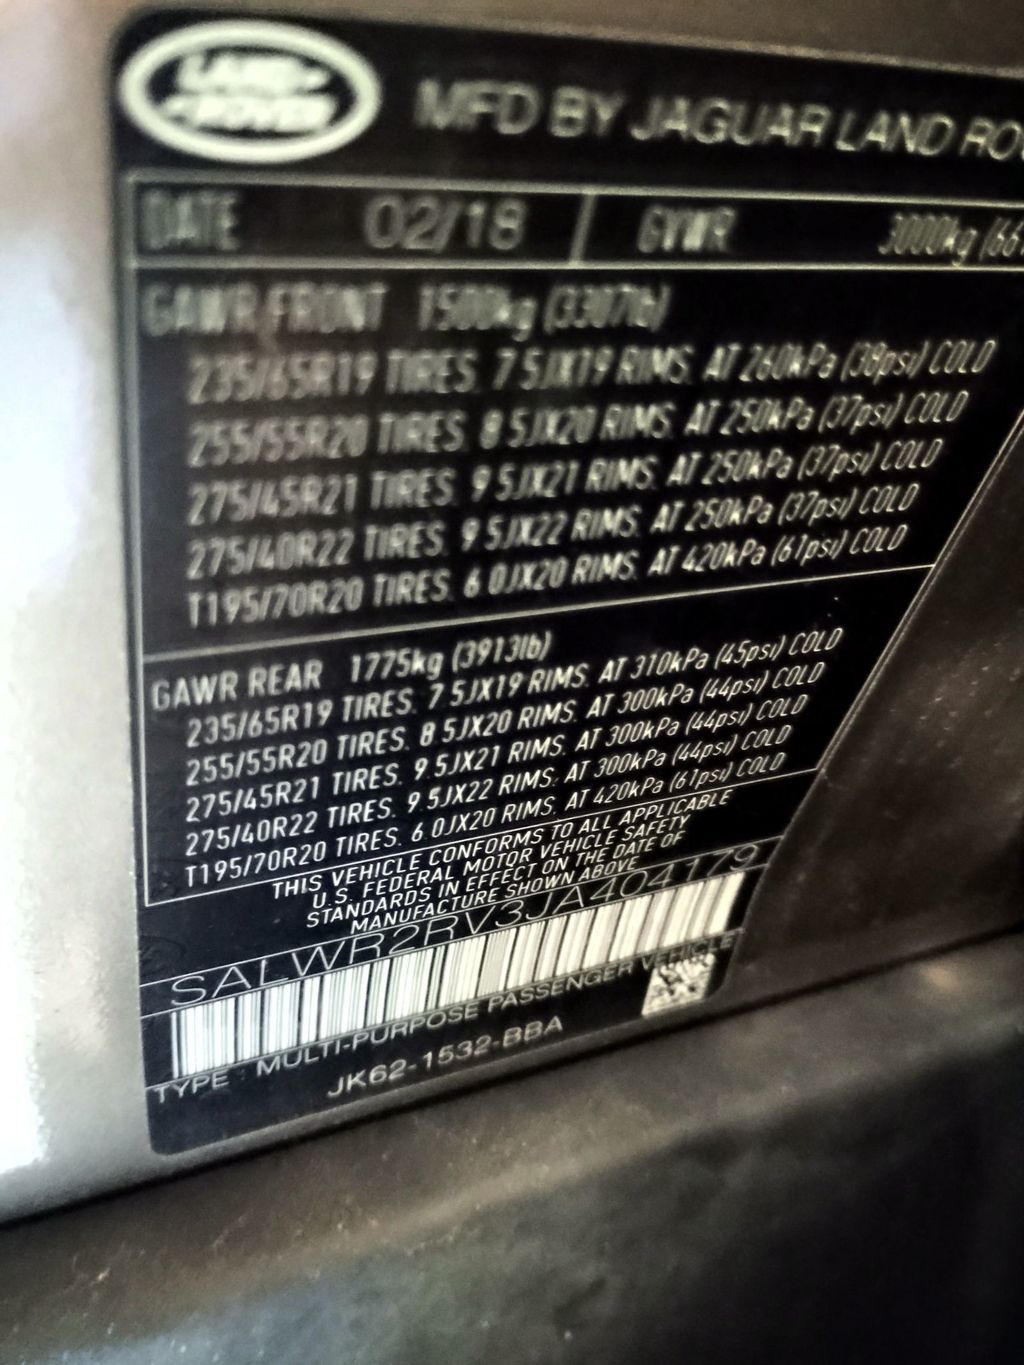 LAND ROVER
MFD BY JAGUAR LAND
DATE 02/18 GVWR 3000kg (66
GAWR FRONT 1500kg (3307lb)
235/65R19 TIRES. 7.5JX19 RIMS. AT 260kPa (38psi) COLD
255/55R20 TIRES. 8.5JX20 RIMS. AT 250kPa (37psi) COLD
275/45R21 TIRES. 9.5JX21 RIMS. AT 250kPa (37psi) COLD
275/40R22 TIRES. 9.5JX22 RIMS. AT 250kPa (37psi) COLD
T195/70R20 TIRES. 6.0JX20 RIMS. AT 420kPa (61psi) COLD
GAWR REAR 1775kg (3913lb)
235/65R19 TIRES. 7.5JX19 RIMS. AT 310kPa (45psi) COLD
255/55R20 TIRES. 8.5JX20 RIMS. AT 300kPa (44psi) COLD
275/45R21 TIRES. 9.5JX21 RIMS. AT 300kPa (44psi) COLD
275/40R22 TIRES. 9.5JX22 RIMS. AT 300kPa (44psi) COLD
T195/70R20 TIRES. 6.0JX20 RIMS. AT 420kPa (61psi) COLD
THIS VEHICLE CONFORMS TO ALL APPLICABLE
U.S. FEDERAL MOTOR VEHICLE SAFETY
STANDARDS IN EFFECT ON THE DATE OF
MANUFACTURE SHOWN ABOVE
SALWR2RV3JA404179
TYPE : MULTI-PURPOSE PASSENGER VEHICLE
JK62-1532-BBA